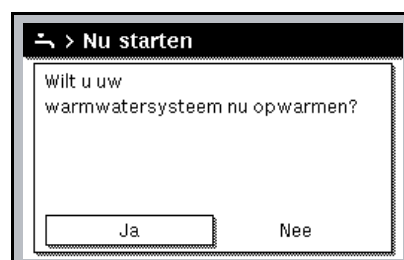 > Nu starten
Wilt u uw
warmwatersysteem nu opwarmen?
Ja
Nee